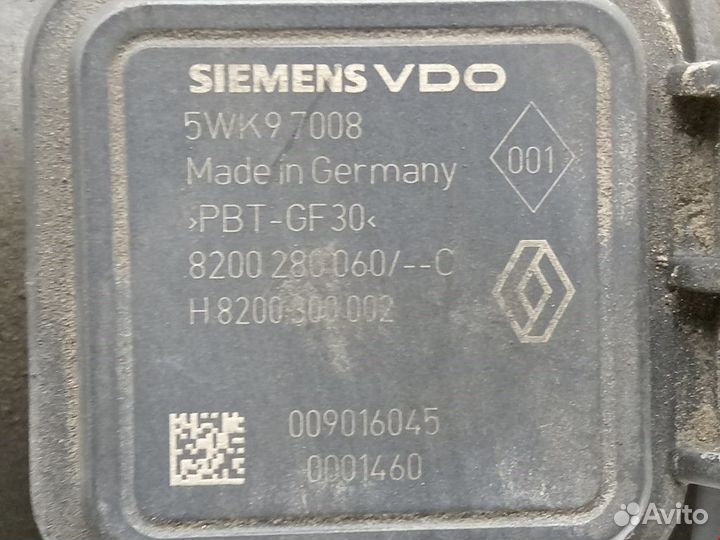 SIEMENS VDO
5WK9 7008
Made in Germany
001
›PBT-GF30‹
8200 280 060/--C
H 8200 300 002
009016045
0001460
Avito